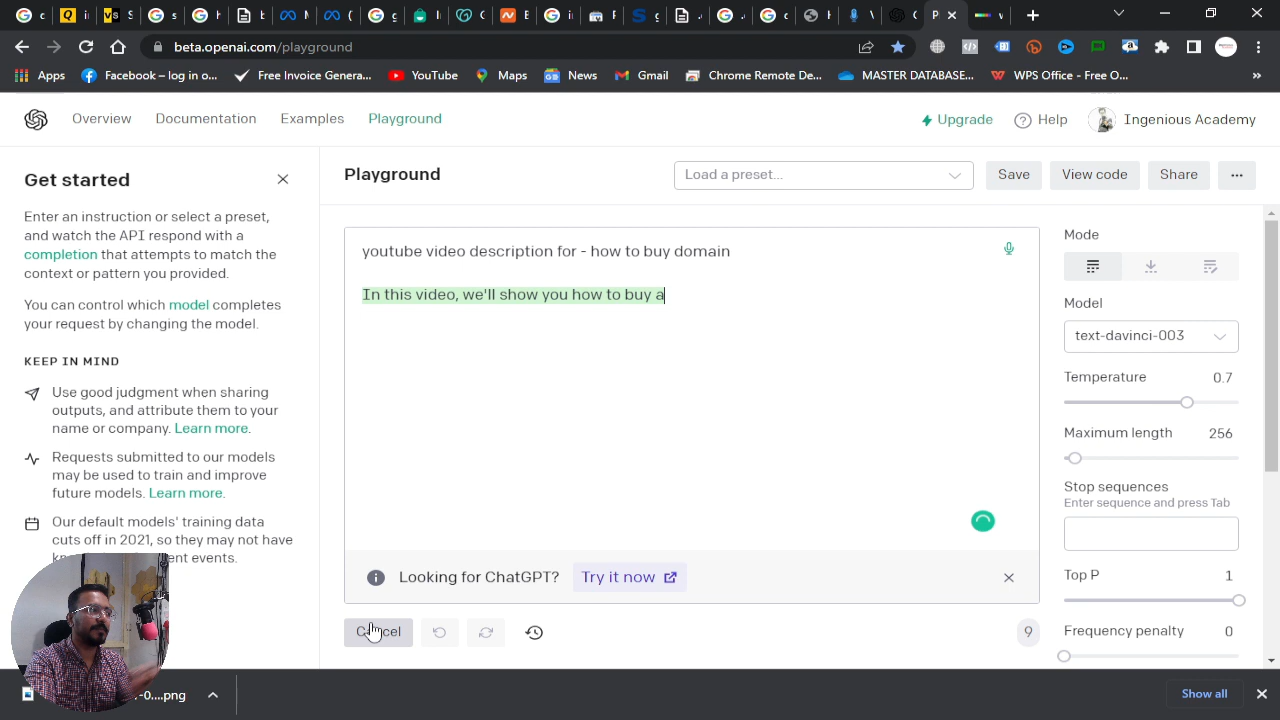 beta.openai.com/playground
Apps
Facebook – log in o...
Free Invoice Genera...
YouTube
Maps
News
Gmail
Chrome Remote De...
MASTER DATABASE...
WPS Office - Free O...
»
Overview
Documentation
Examples
Playground
Upgrade
Help
Ingenious Academy
Get started
Enter an instruction or select a preset,
and watch the API respond with a
completion that attempts to match the
context or pattern you provided.
You can control which model completes
your request by changing the model.
KEEP IN MIND
Use good judgment when sharing
outputs, and attribute them to your
name or company. Learn more.
Requests submitted to our models
may be used to train and improve
future models. Learn more.
Our default models' training data
cuts off in 2021, so they may not have
ent events.
Playground
Load a preset...
Save
View code
Share
...
youtube video description for - how to buy domain
In this video, we'll show you how to buy a
Looking for ChatGPT?
Try it now
Cancel
9
Mode
Model
text-davinci-003
Temperature 0.7
Maximum length 256
Stop sequences
Enter sequence and press Tab
Top P 1
Frequency penalty 0
-0....png
Show all